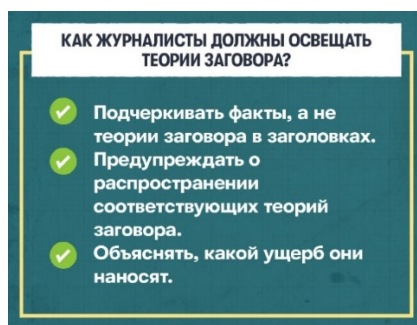 КАК ЖУРНАЛИСТЫ ДОЛЖНЫ ОСВЕЩАТЬ
ТЕОРИИ ЗАГОВОРА?
Подчеркивать факты, а не
теории заговора в заголовках.
Предупреждать о
распространении
соответствующих теорий
заговора.
Объяснять, какой ущерб они
наносят.